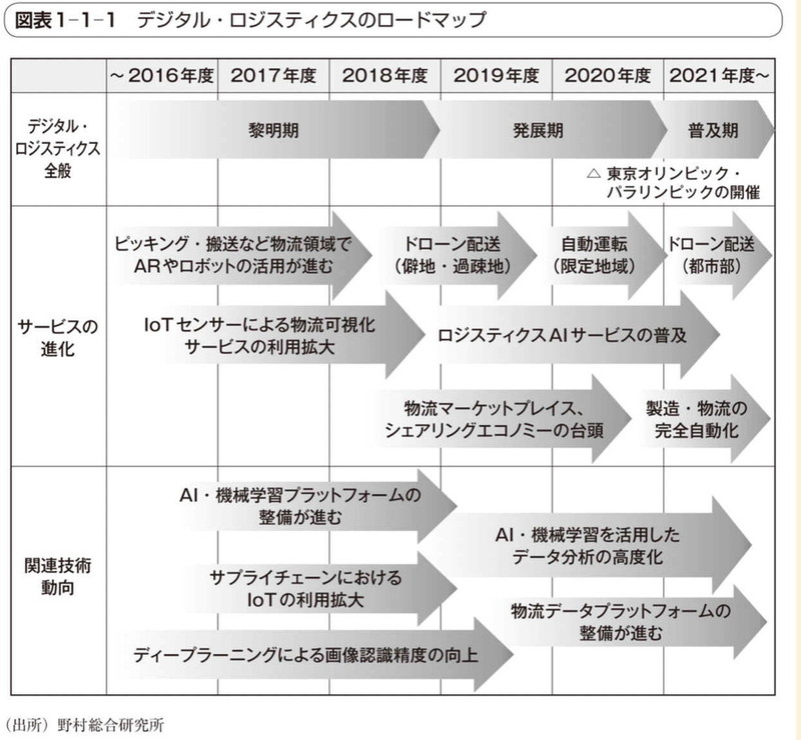 図表1-1-1 デジタル・ロジスティクスのロードマップ
～2016年度 2017年度 2018年度 2019年度 2020年度 2021年度～
デジタル・
ロジスティクス
全般
黎明期 発展期 普及期
△ 東京オリンピック・
パラリンピックの開催
サービスの
進化
ピッキング・搬送など物流領域で
ARやロボットの活用が進む
ドローン配送
（僻地・過疎地）
自動運転
（限定地域）
ドローン配送
（都市部）
IoTセンサーによる物流可視化
サービスの利用拡大
ロジスティクスAIサービスの普及
物流マーケットプレイス、
シェアリングエコノミーの台頭
製造・物流の
完全自動化
関連技術
動向
AI・機械学習プラットフォームの
整備が進む
AI・機械学習を活用した
データ分析の高度化
サプライチェーンにおける
IoTの利用拡大
物流データプラットフォームの
整備が進む
ディープラーニングによる画像認識精度の向上
（出所）野村総合研究所